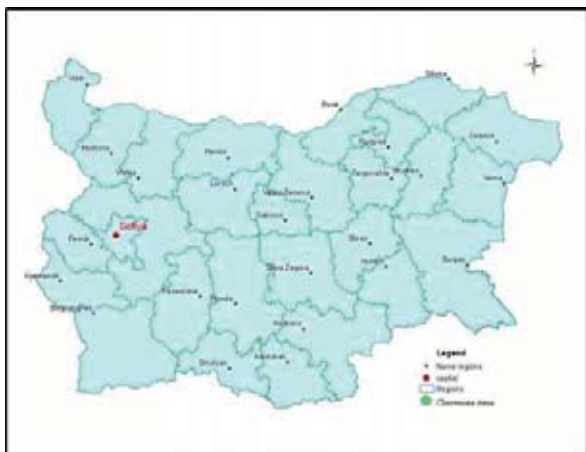 Vidin
Silistra
Ruse
Dobrich
Razgrad
Montana
Vratsa
Pleven
Targovishte
Shumen
Varna
Lovech
Veliko Tarnovo
Gabrovo
Sofiya
Pernik
Sliven
Burgas
Stara Zagora
Yambol
Kyustendil
Pazardzhik
Plovdiv
Blagoevgrad
Haskovo
Smolyan
Kardzhali
Legend
Name regions
capital
Regions